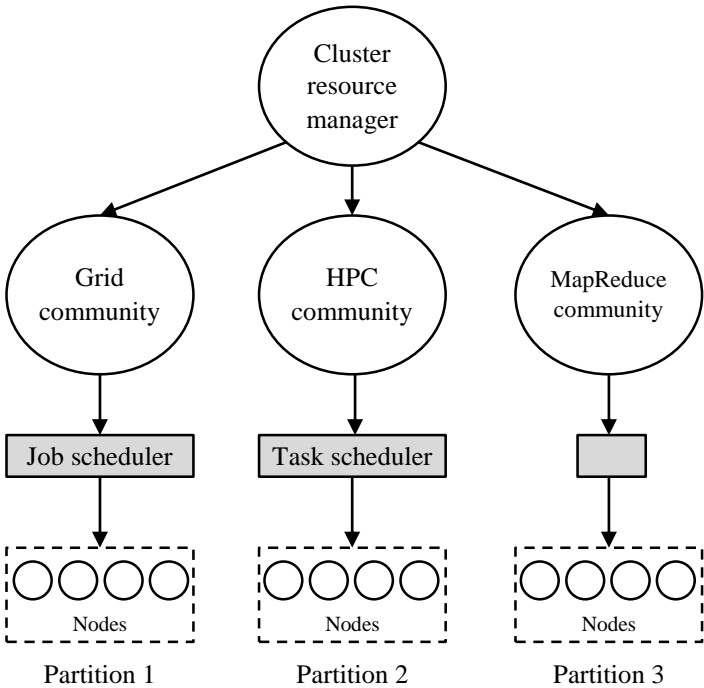 Cluster
resource
manager
Grid
community
HPC
community
MapReduce
community
Job scheduler
Task scheduler
Nodes
Nodes
Nodes
Partition 1
Partition 2
Partition 3